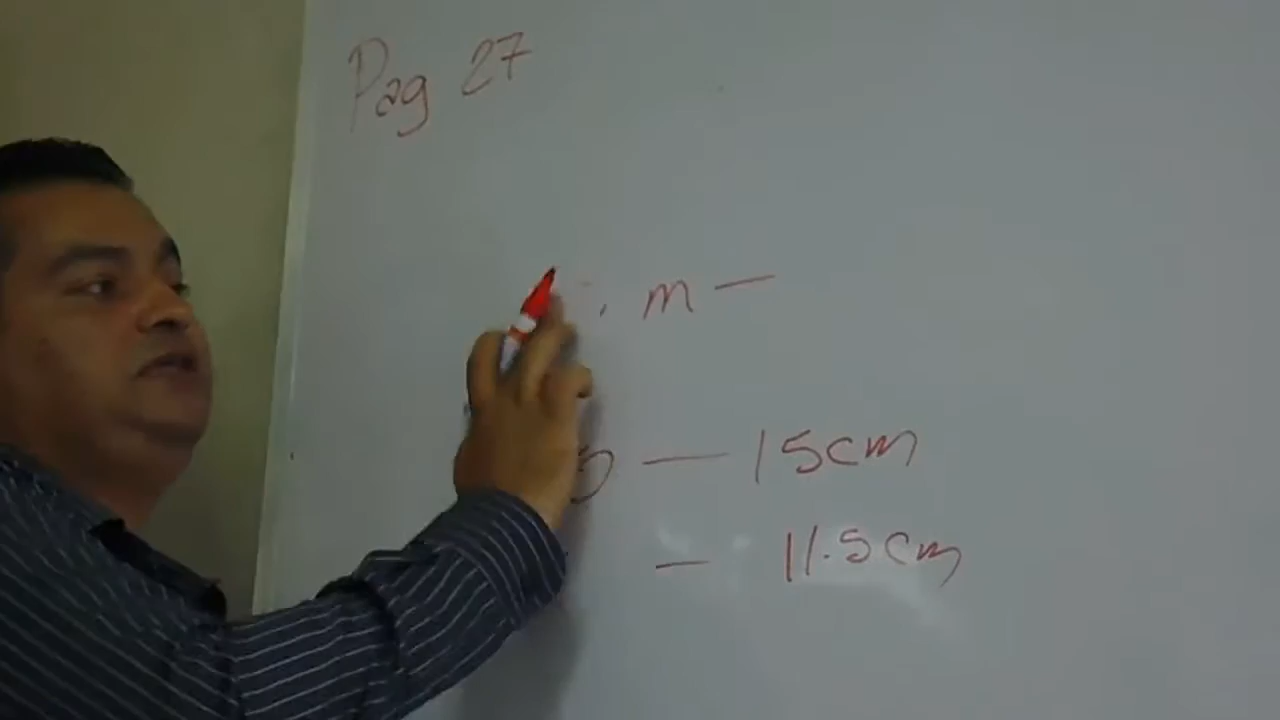 Pag 27
m —
— 15cm
— 11.5cm